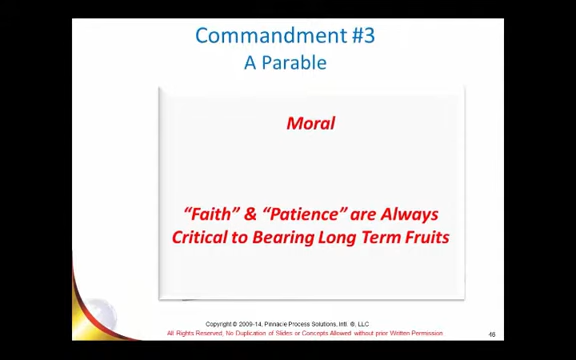 Commandment #3
A Parable
Moral
“Faith” & “Patience” are Always
Critical to Bearing Long Term Fruits
Copyright © 2009-14, Pinnacle Process Solutions, Intl. ®, LLC
All Rights Reserved, No Duplication of Slides or Concepts Allowed without prior Written Permission